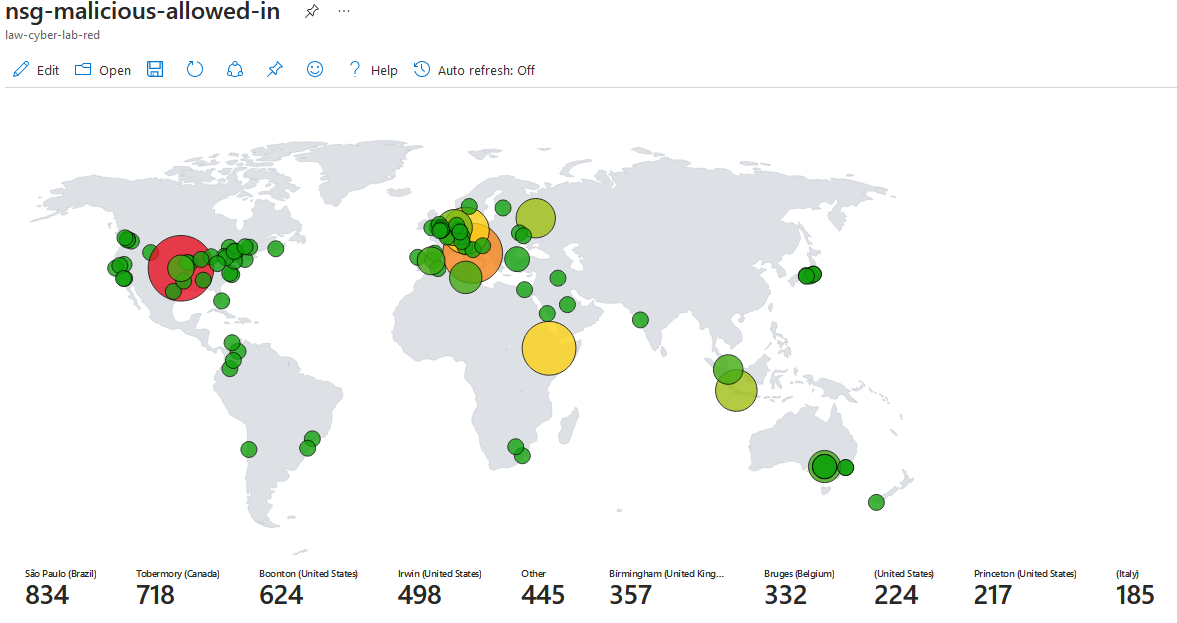 nsg-malicious-allowed-in
law-cyber-lab-red
Edit Open Help Auto refresh: Off
São Paulo (Brazil) Tobermory (Canada) Boonton (United States) Irwin (United States) Other Birmingham (United King... Bruges (Belgium) (United States) Princeton (United States) (Italy)
834 718 624 498 445 357 332 224 217 185